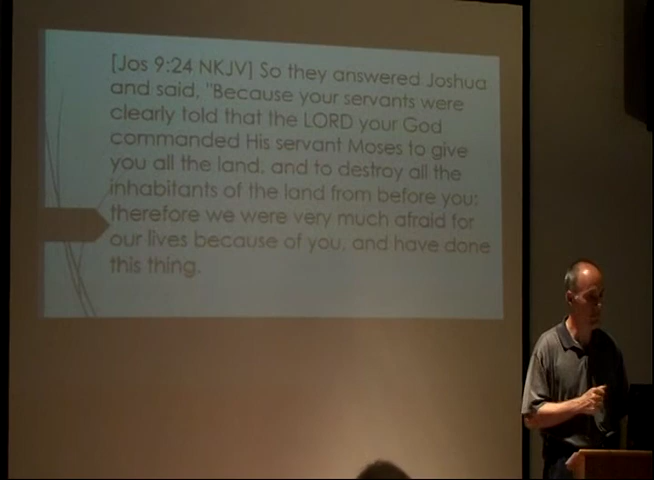 [Jos 9:24 NKJV] So they answered Joshua
and said, "Because your servants were
clearly told that the LORD your God
commanded His servant Moses to give
you all the land, and to destroy all the
inhabitants of the land from before you;
therefore we were very much afraid for
our lives because of you, and have done
this thing.